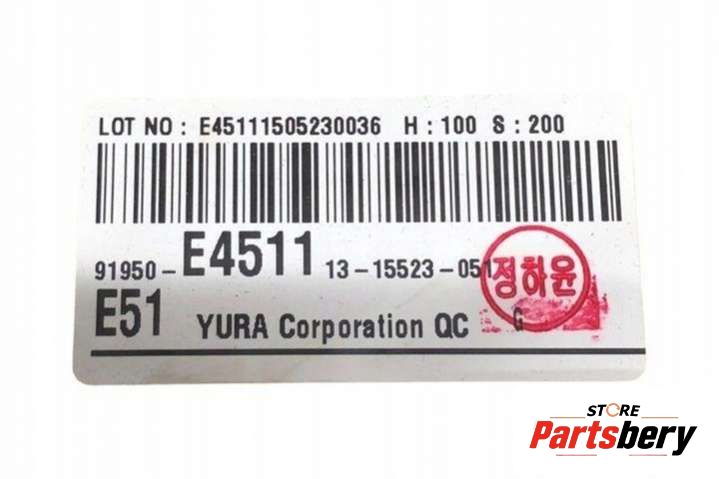 LOT NO : E45111505230036 H : 100 S : 200
91950-E4511 13-15523-051
정하윤
E51 YURA Corporation QC G
STORE
Partsbery